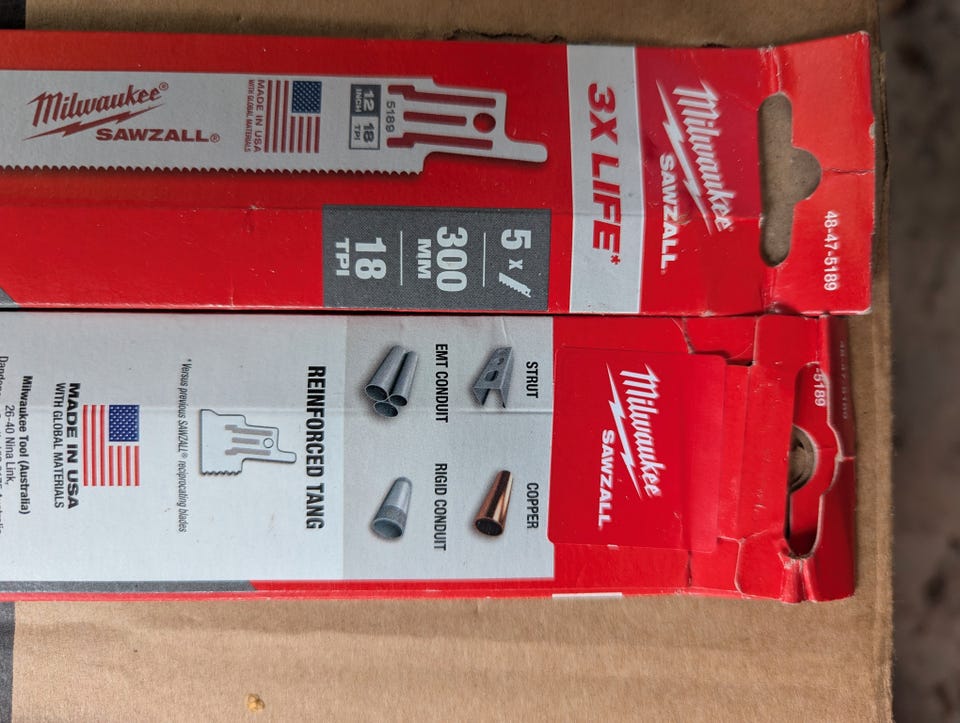 48-47-5189
Milwaukee®
SAWZALL
3X LIFE*
5 x
300
MM
18
TPI
5189
12
INCH
18
TPI
MADE IN USA
WITH GLOBAL MATERIALS
Milwaukee®
SAWZALL®
-5189
Milwaukee
SAWZALL
STRUT
COPPER
EMT CONDUIT
RIGID CONDUIT
REINFORCED TANG
*Versus previous SAWZALL® reciprocating blades
MADE IN USA
WITH GLOBAL MATERIALS
Milwaukee Tool (Australia)
26-40 Nina Link,